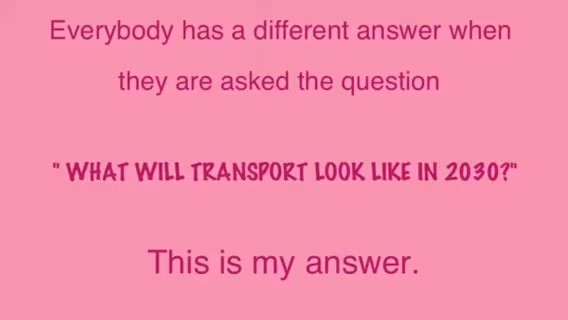 Everybody has a different answer when
they are asked the question
" WHAT WILL TRANSPORT LOOK LIKE IN 2030?"
This is my answer.